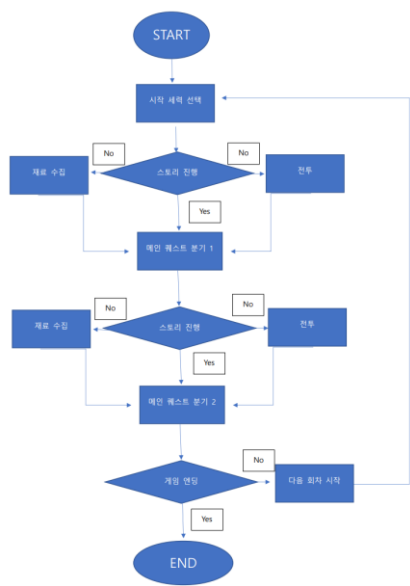 START
시작 세력 선택
No
No
재료 수집
스토리 진행
전투
Yes
메인 퀘스트 분기 1
No
No
재료 수집
스토리 진행
전투
Yes
메인 퀘스트 분기 2
No
게임 엔딩
다음 회차 시작
Yes
END